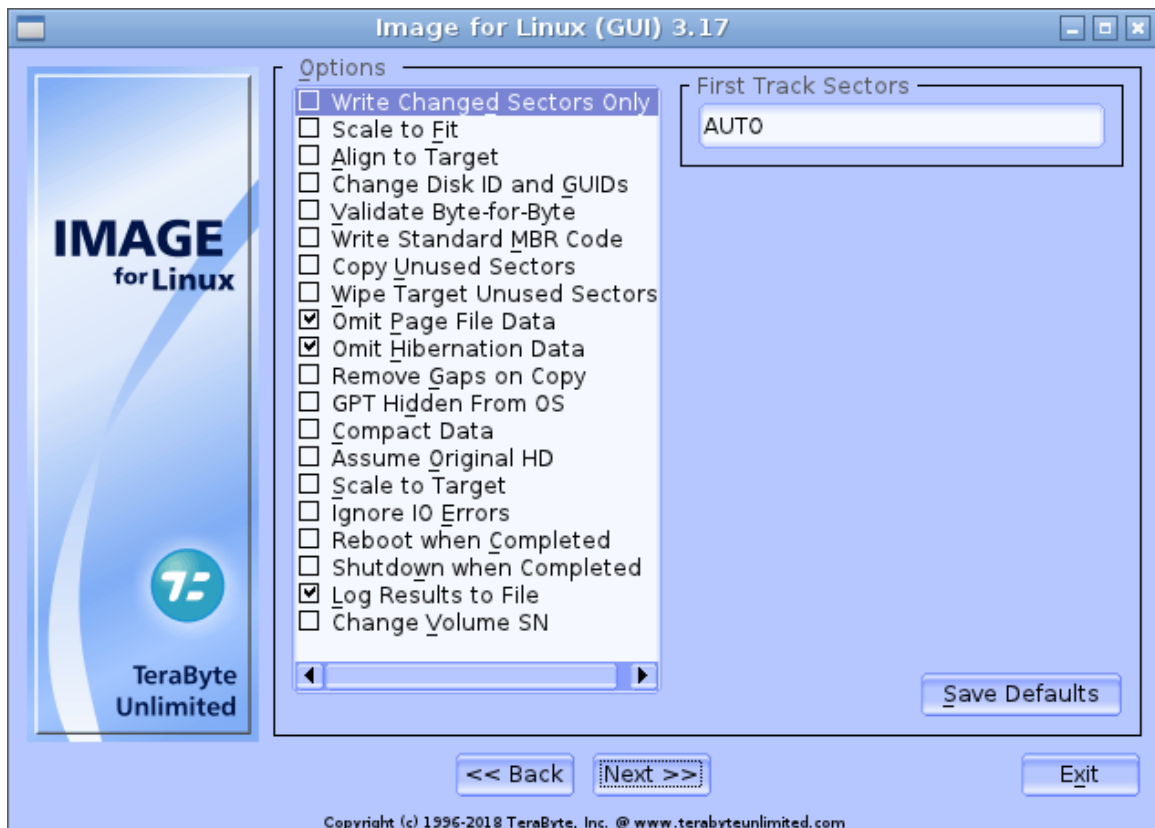 Image for Linux (GUI) 3.17
Options
Write Changed Sectors Only
Scale to Fit
Align to Target
Change Disk ID and GUIDs
Validate Byte-for-Byte
Write Standard MBR Code
Copy Unused Sectors
Wipe Target Unused Sectors
Omit Page File Data
Omit Hibernation Data
Remove Gaps on Copy
GPT Hidden From OS
Compact Data
Assume Original HD
Scale to Target
Ignore IO Errors
Reboot when Completed
Shutdown when Completed
Log Results to File
Change Volume SN
First Track Sectors
AUTO
IMAGE
for Linux
TeraByte
Unlimited
Save Defaults
<< Back
Next >>
Exit
Copyright (c) 1996-2018 TeraByte, Inc. @ www.terabyteunlimited.com